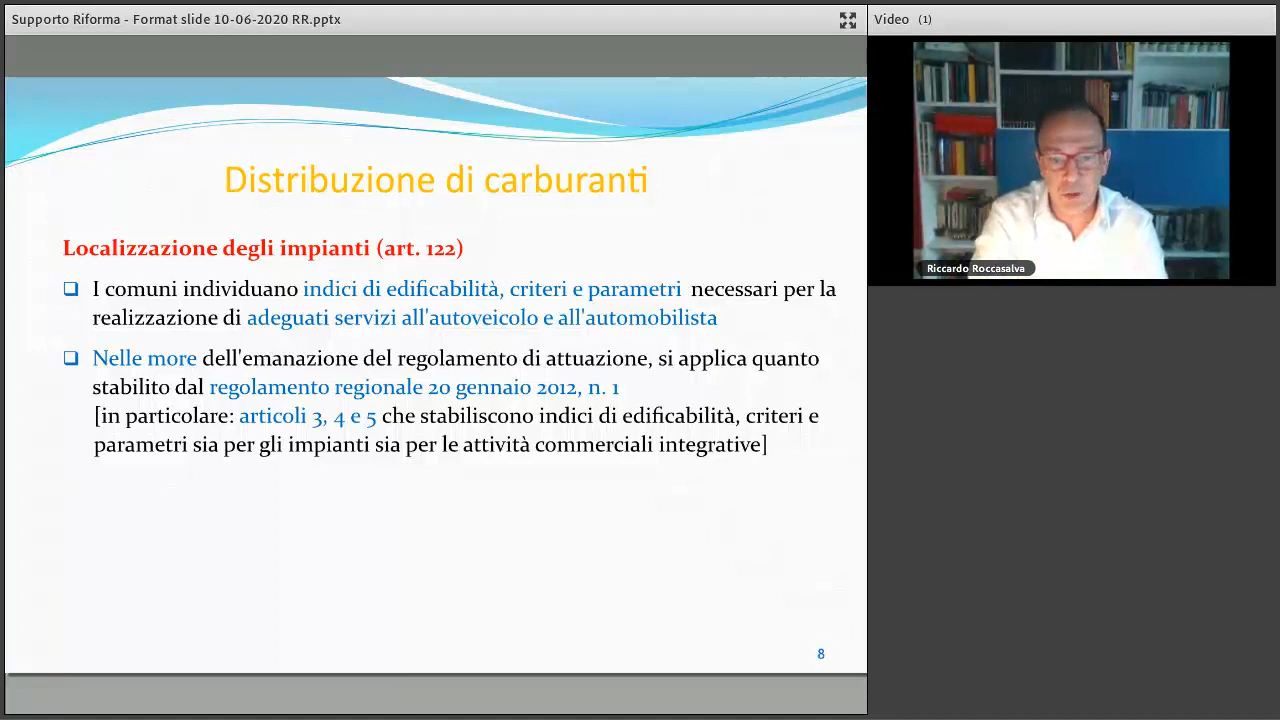 Supporto Riforma - Format slide 10-06-2020 RR.pptx
Video (1)
Riccardo Roccasalva
Distribuzione di carburanti
Localizzazione degli impianti (art. 122)
❑ I comuni individuano indici di edificabilità, criteri e parametri necessari per la
realizzazione di adeguati servizi all'autoveicolo e all'automobilista
❑ Nelle more dell'emanazione del regolamento di attuazione, si applica quanto
stabilito dal regolamento regionale 20 gennaio 2012, n. 1
[in particolare: articoli 3, 4 e 5 che stabiliscono indici di edificabilità, criteri e
parametri sia per gli impianti sia per le attività commerciali integrative]
8